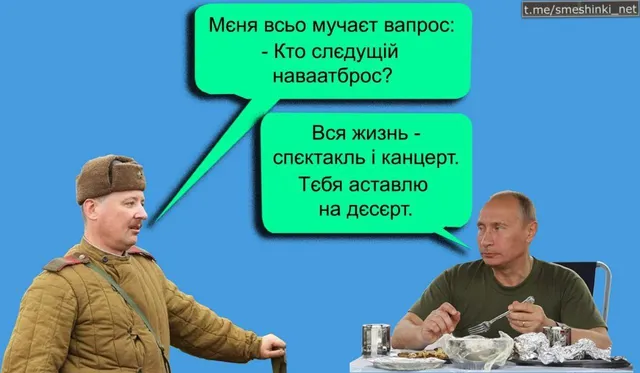 t.me/smeshinki_net
Мєня всьо мучаєт вапрос:
- Кто слєдущій
наваатброс?
Вся жизнь -
спєктакль і канцерт.
Тєбя аставлю
на дєсєрт.